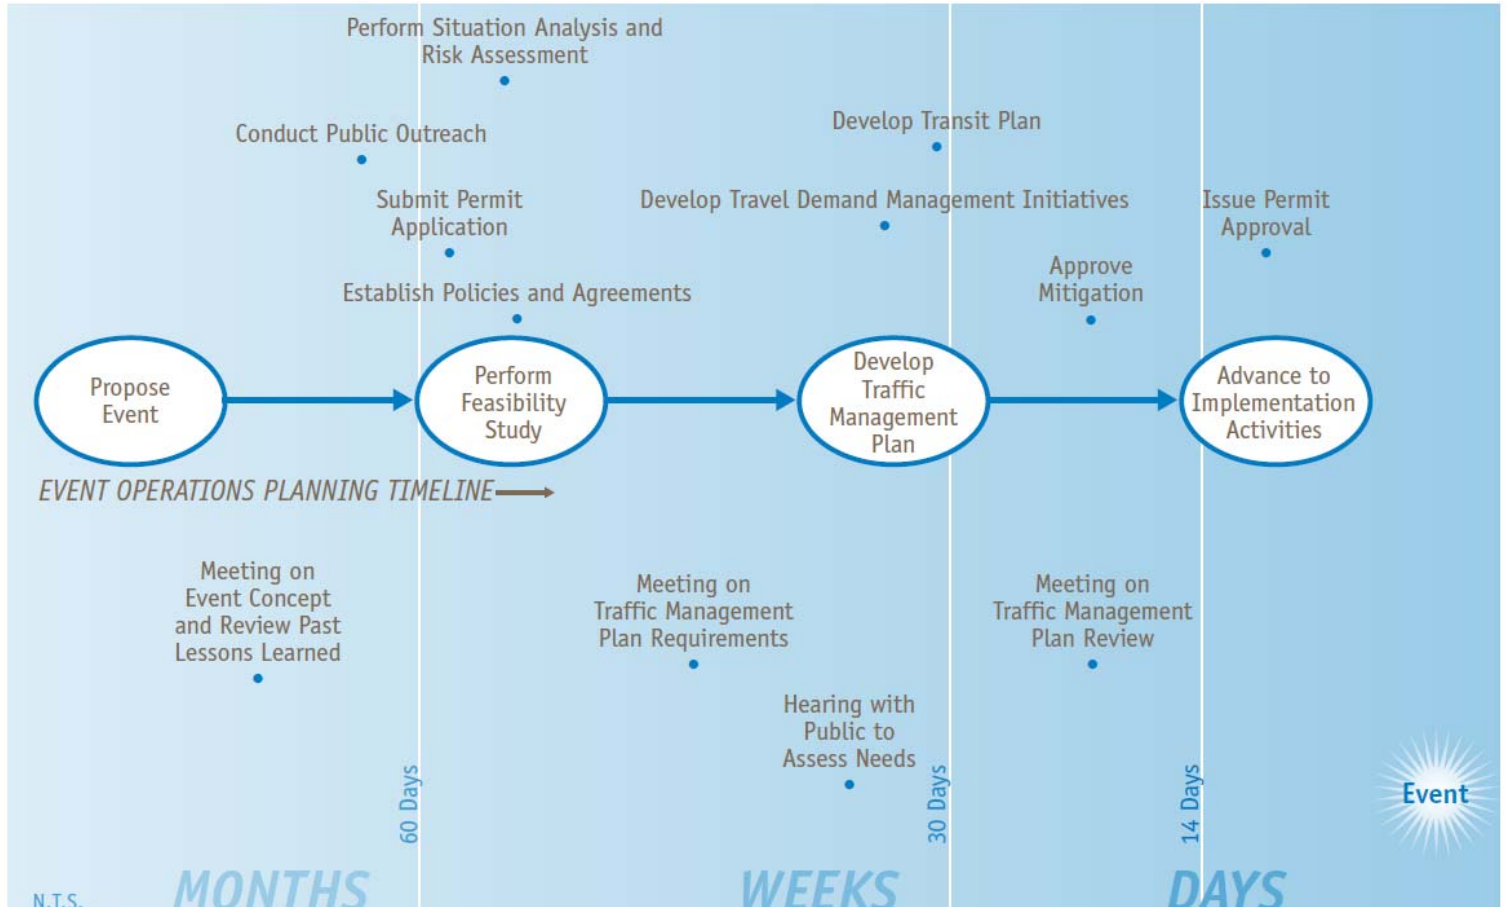 Perform Situation Analysis and
Risk Assessment
Conduct Public Outreach
Develop Transit Plan
Submit Permit
Application
Develop Travel Demand Management Initiatives
Issue Permit
Approval
Approve
Mitigation
Establish Policies and Agreements
Propose
Event
Perform
Feasibility
Study
Develop
Traffic
Management
Plan
Advance to
Implementation
Activities
EVENT OPERATIONS PLANNING TIMELINE
Meeting on
Event Concept
and Review Past
Lessons Learned
Meeting on
Traffic Management
Plan Requirements
Meeting on
Traffic Management
Plan Review
Hearing with
Public to
Assess Needs
60 Days
30 Days
14 Days
Event
N.T.S.
MONTHS
WEEKS
DAYS